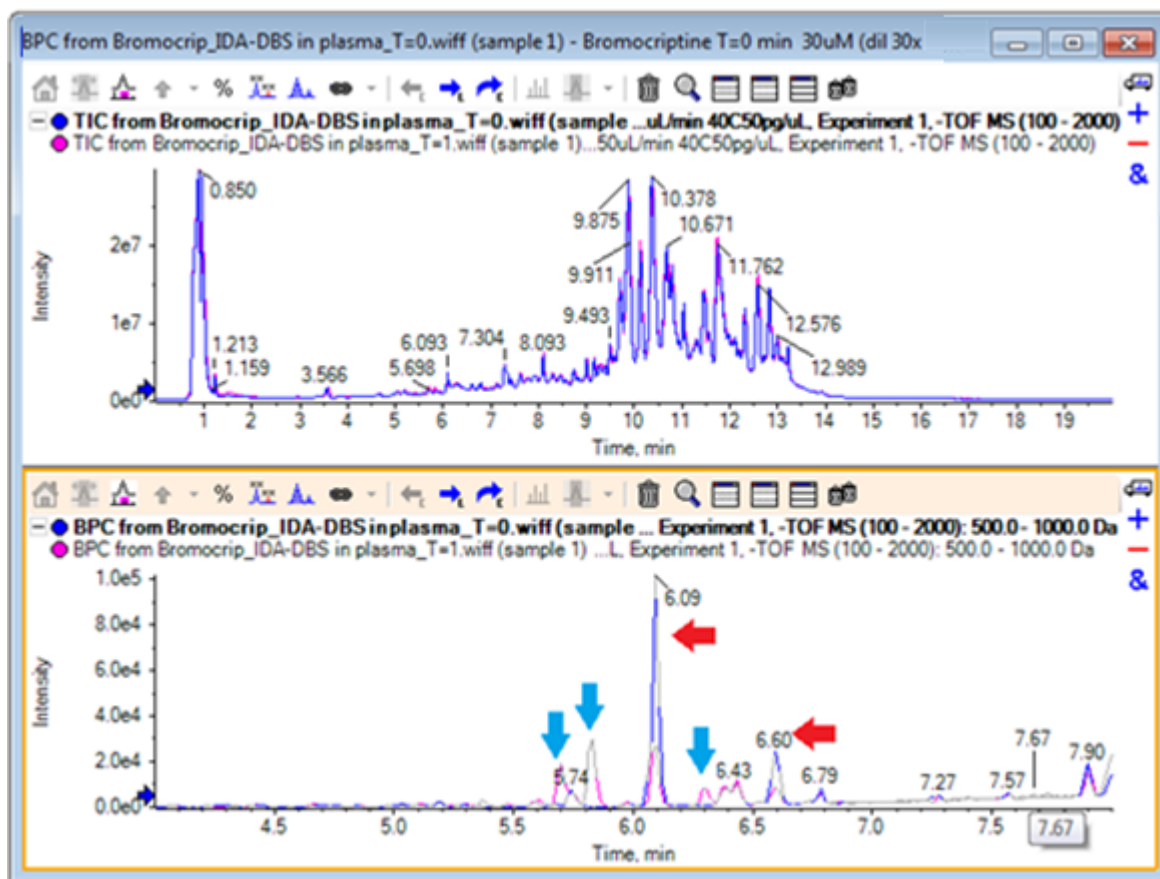 BPC from Bromocrip_IDA-DBS in plasma_T=0.wiff (sample 1) - Bromocriptine T=0 min 30uM (dil 30x
%
TIC from Bromocrip_IDA-DBS in plasma_T=0.wiff (sample ...uL/min 40C50pg/uL, Experiment 1, -TOF MS (100 - 2000)
TIC from Bromocrip_IDA-DBS in plasma_T=1.wiff (sample 1)...50uL/min 40C50pg/uL, Experiment 1, -TOF MS (100 - 2000)
&
Intensity
2e7
1e7
0e0
0.850
1.213
1.159
3.566
5.698
6.093
7.304
8.093
9.493
9.875
9.911
10.378
10.671
11.762
12.576
12.989
1 2 3 4 5 6 7 8 9 10 11 12 13 14 15 16 17 18 19
Time, min
%
BPC from Bromocrip_IDA-DBS in plasma_T=0.wiff (sample ... Experiment 1, -TOF MS (100 - 2000): 500.0 - 1000.0 Da
BPC from Bromocrip_IDA-DBS in plasma_T=1.wiff (sample 1) ...L, Experiment 1, -TOF MS (100 - 2000): 500.0 - 1000.0 Da
&
Intensity
1.0e5
8.0e4
6.0e4
4.0e4
2.0e4
0.0e0
5.74
6.09
6.43
6.60
6.79
7.27
7.57
7.67
7.90
4.5 5.0 5.5 6.0 6.5 7.0 7.5
7.67
Time, min